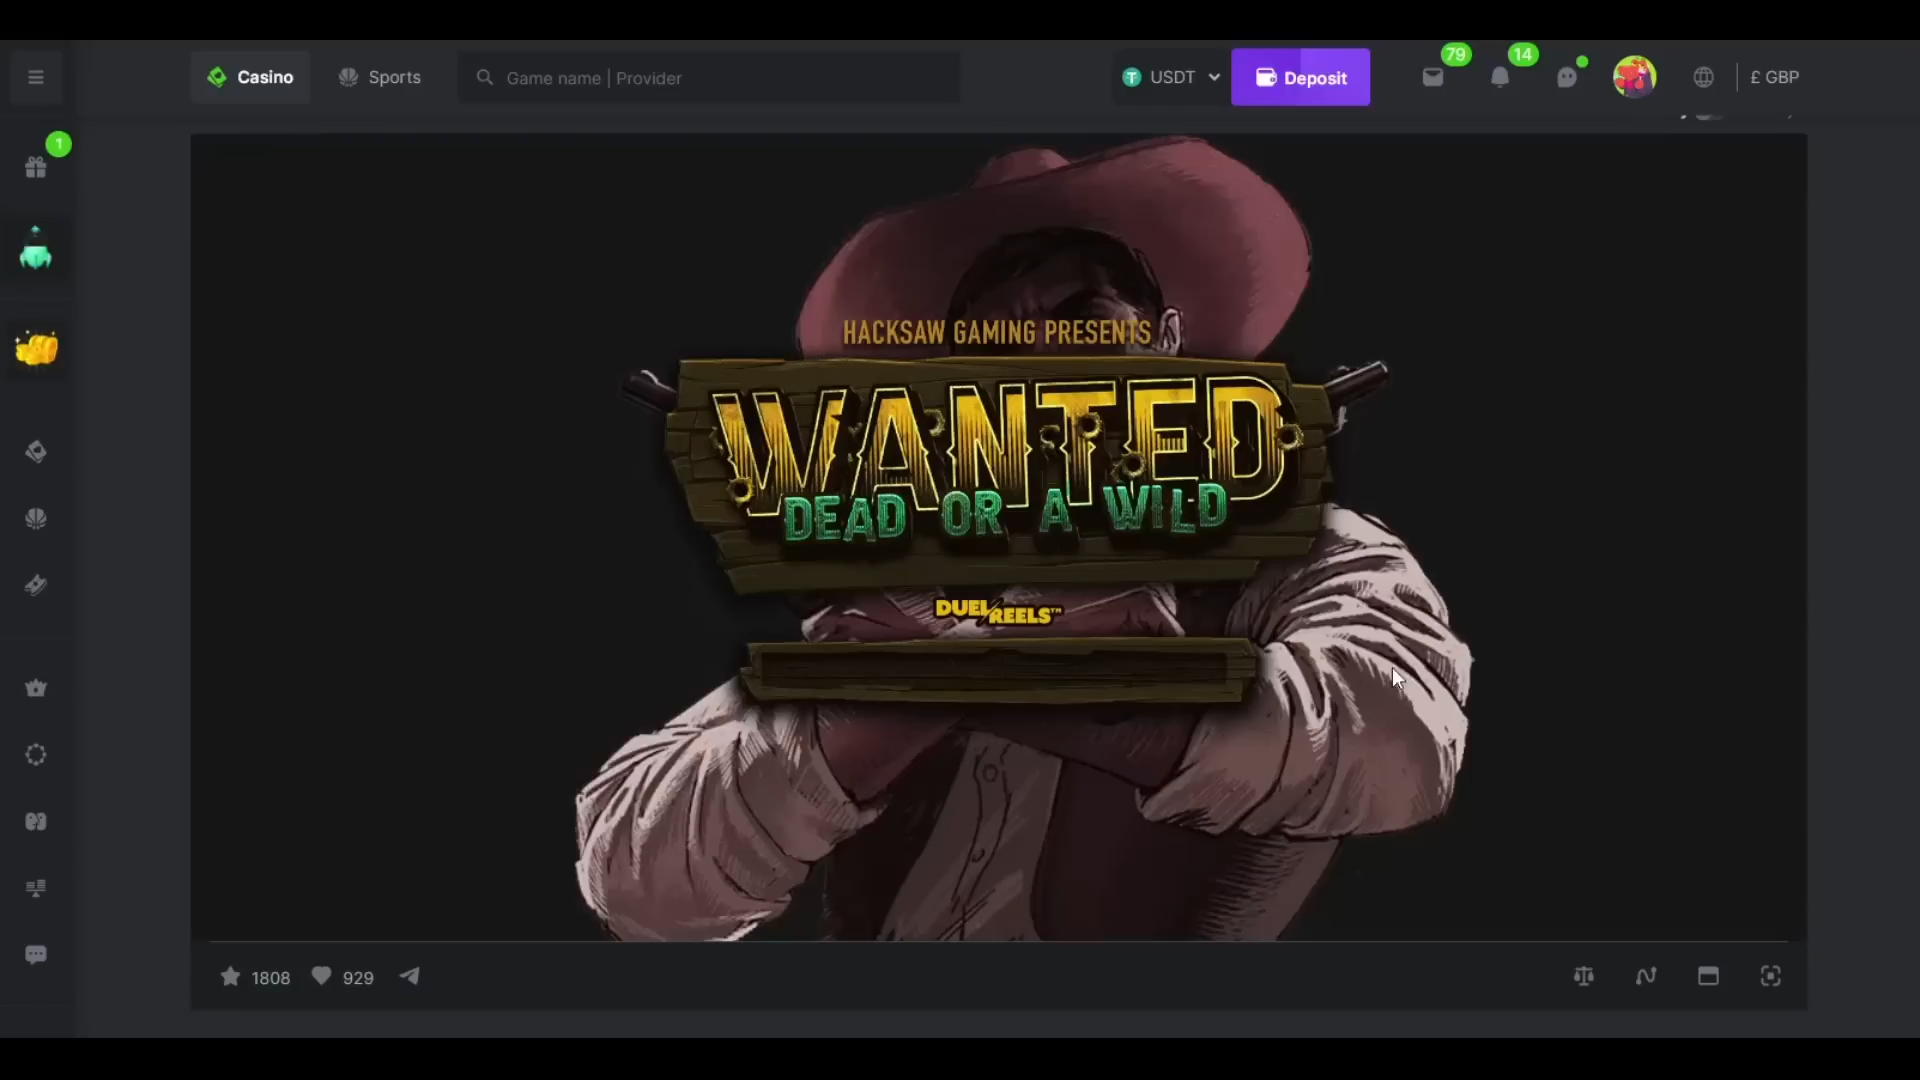 Casino
Sports
Game name | Provider
USDT
Deposit
79
14
£ GBP
1
HACKSAW GAMING PRESENTS
WANTED
DEAD OR A WILD
DUEL REELS™
1808
929